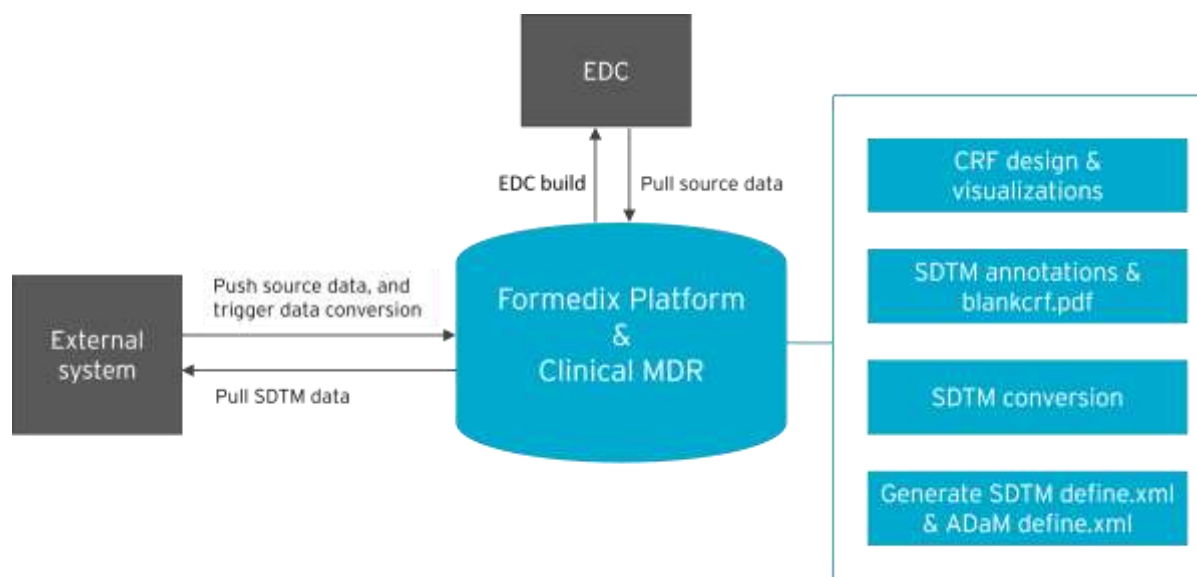 EDC
EDC build
Pull source data
Push source data, and
trigger data conversion
External
system
Pull SDTM data
Formedix Platform
&
Clinical MDR
CRF design &
visualizations
SDTM annotations &
blankcrf.pdf
SDTM conversion
Generate SDTM define.xml
& ADaM define.xml